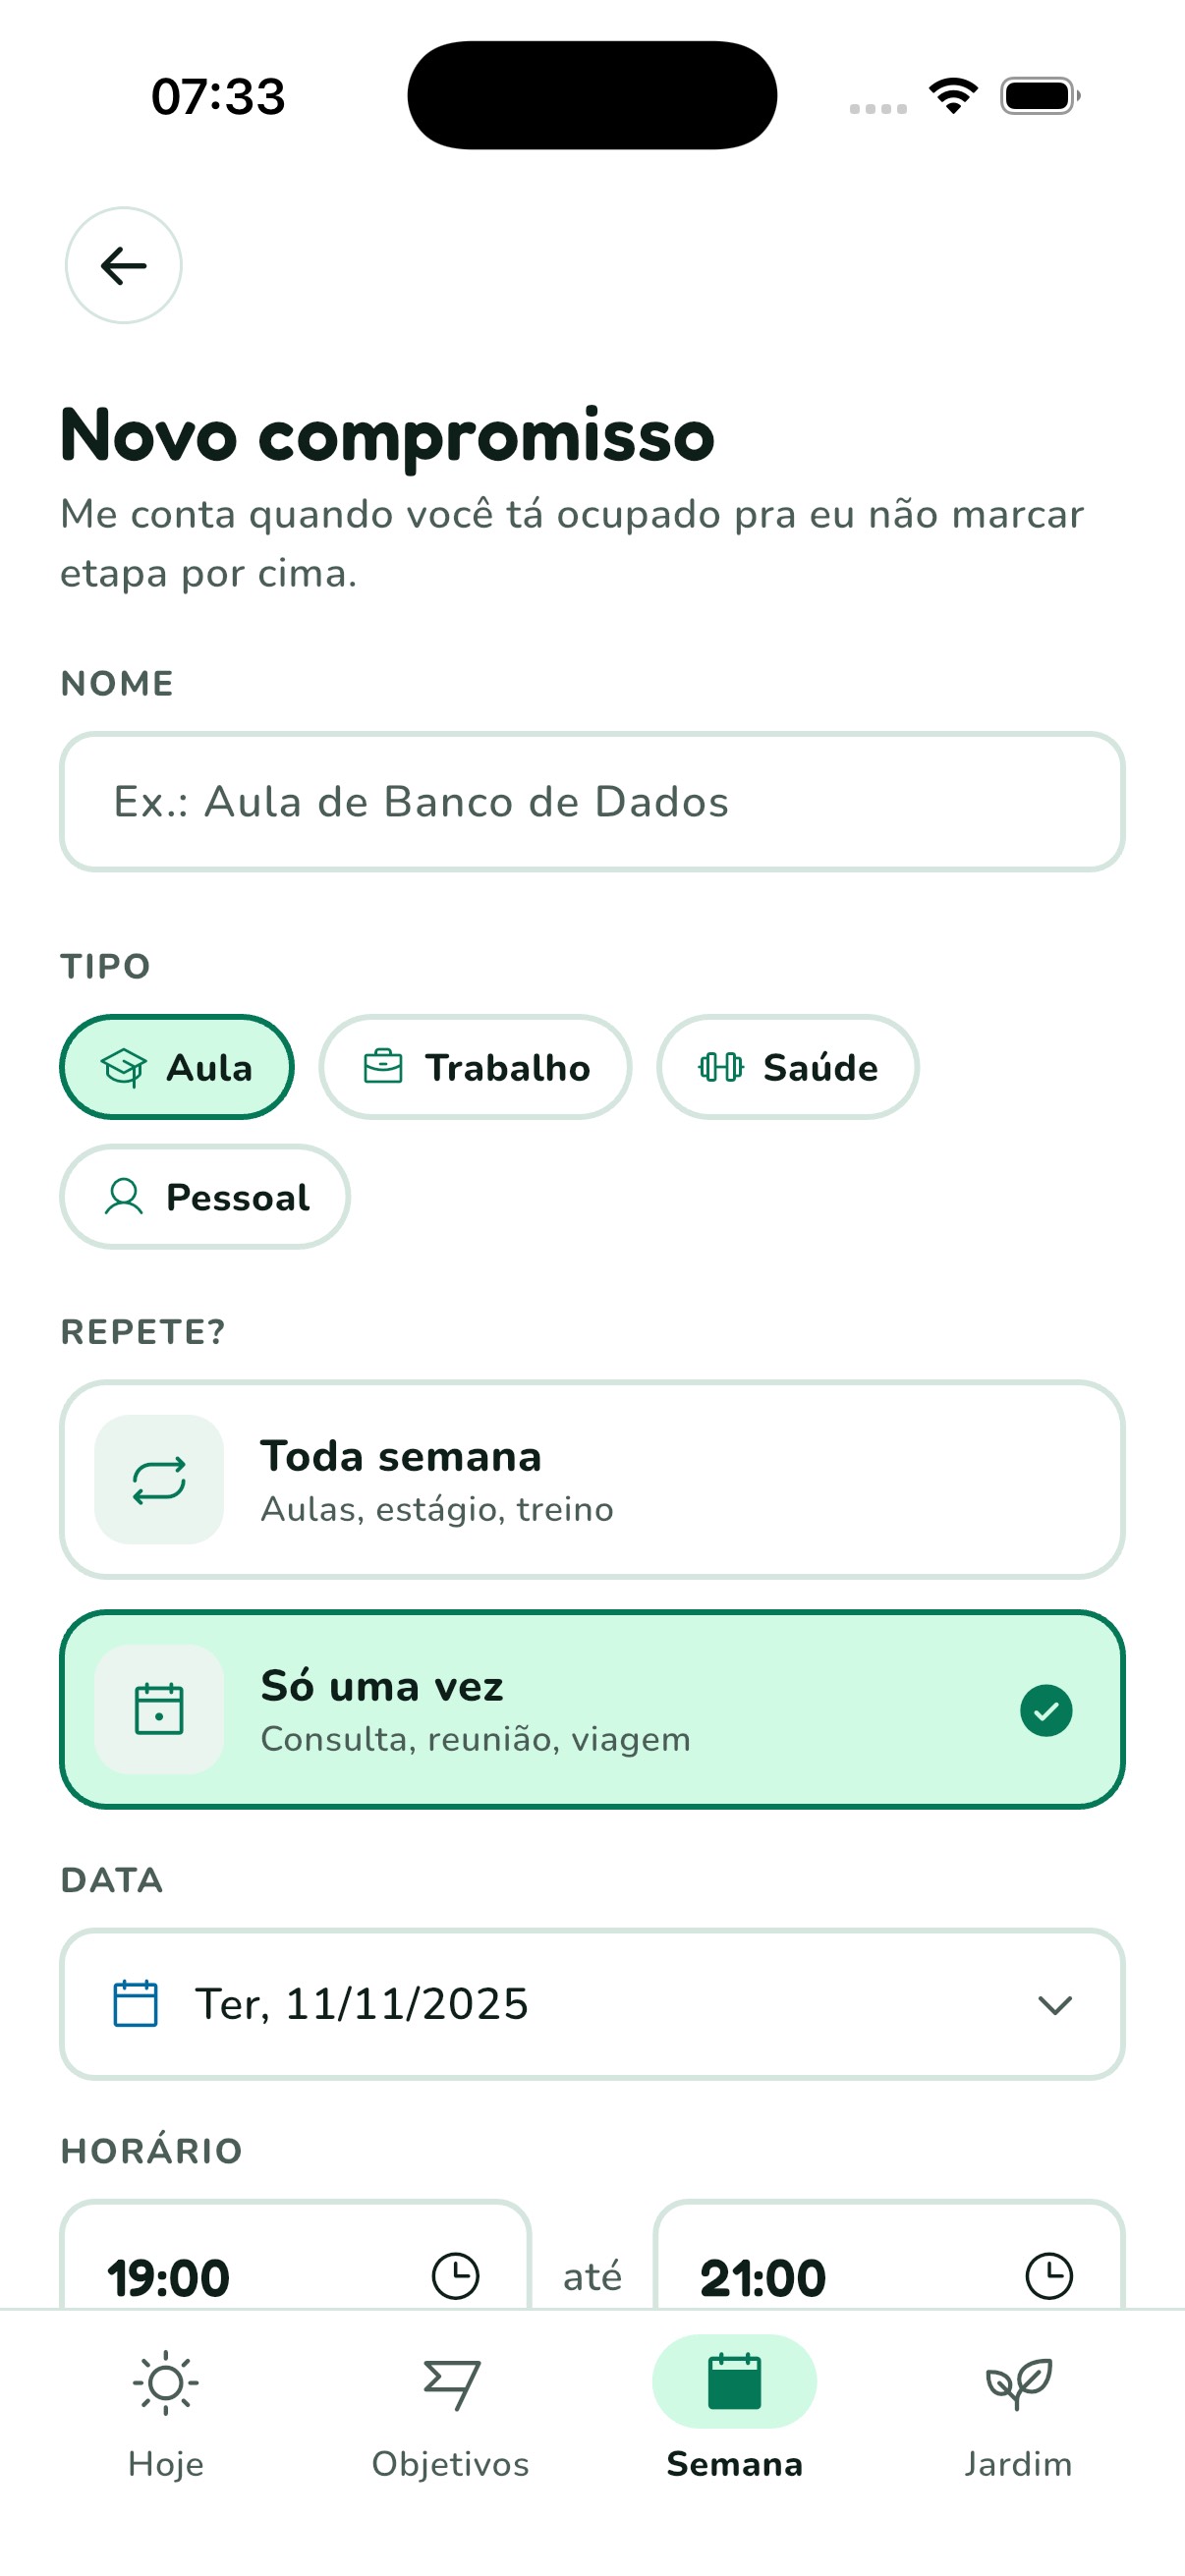 07:33
Novo compromisso
Me conta quando você tá ocupado pra eu não marcar
etapa por cima.
NOME
Ex.: Aula de Banco de Dados
TIPO
Aula
Trabalho
Saúde
Pessoal
REPETE?
Toda semana
Aulas, estágio, treino
Só uma vez
Consulta, reunião, viagem
DATA
Ter, 11/11/2025
HORÁRIO
19:00 até 21:00
Hoje
Objetivos
Semana
Jardim